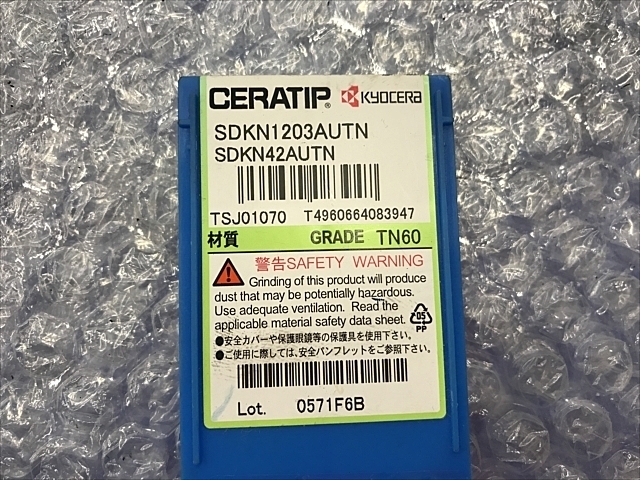 CERATIP® KYOCERA
SDKN1203AUTN
SDKN42AUTN
TSJ01070 T4960664083947
材質 GRADE TN60
警告SAFETY WARNING
Grinding of this product will produce
dust that may be potentially hazardous.
Use adequate ventilation. Read the
applicable material safety data sheet.
05
PP
●安全カバーや保護眼鏡等の保護具を使用下さい。
●ご使用に際しては、安全パンフレットをご参照下さい。
Lot. 0571F6B